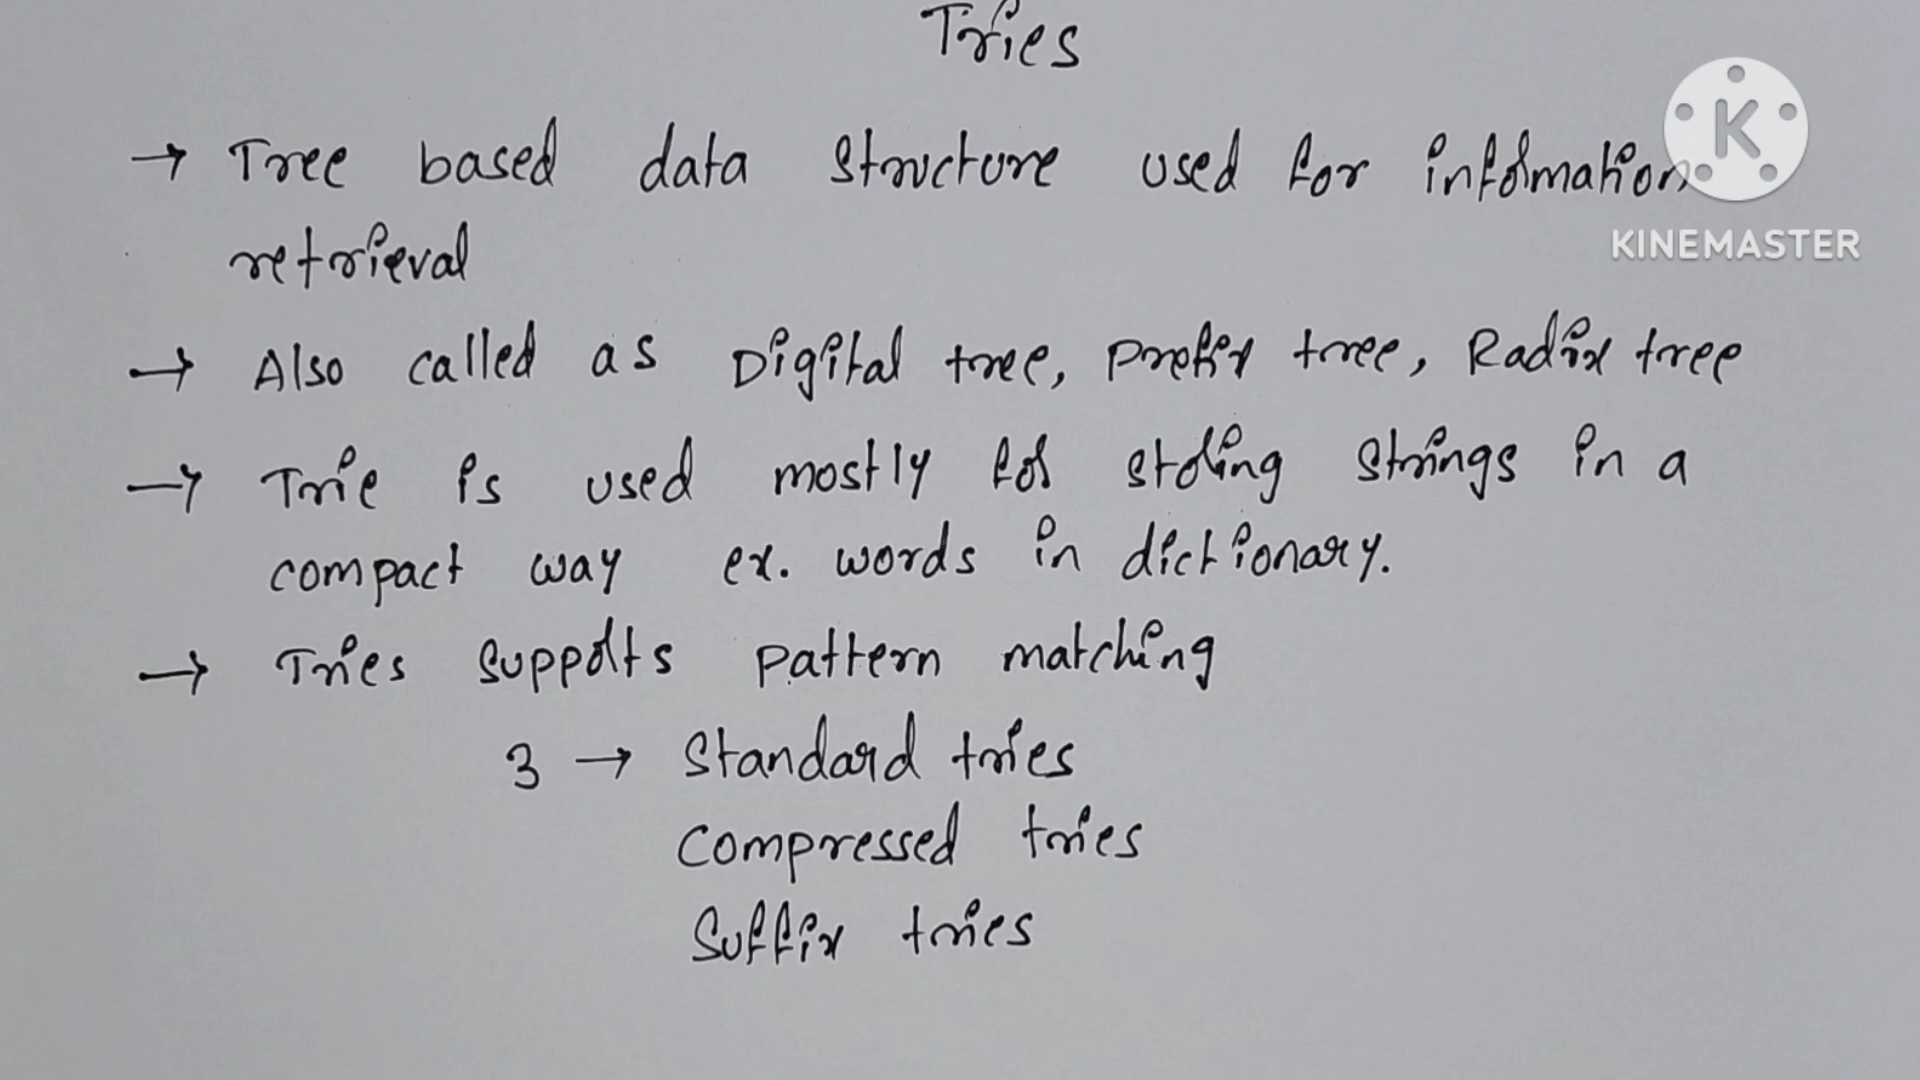 Tries
→ Tree based data structure used for information
K
KINEMASTER
retrieval
→ Also called as Digital tree, Prefix tree, Radix tree
→ Trie is used mostly for storing strings in a
compact way ex. words in dictionary.
→ Tries supports pattern matching
3 → Standard tries
Compressed tries
Suffix tries